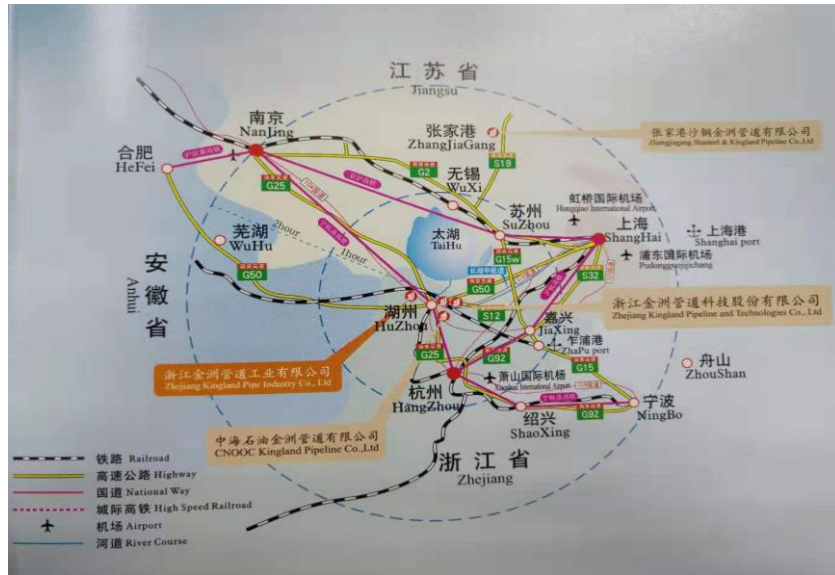 江苏省
Jiangsu
南京
NanJing
张家港
ZhangJiaGang
张家港沙钢金洲管道有限公司
Zhangjiagang Shasteel & Kingland Pipeline Co.,Ltd
合肥
HeFei
G25
G2
S19
无锡
WuXi
虹桥国际机场
Hongqiao International Airport
苏州
SuZhou
上海
ShangHai
上海港
Shanghai port
芜湖
WuHu
2hour
1hour
太湖
TaiHu
G15w
浦东国际机场
Pudongguojijichang
安徽省
Anhui
G50
G50
S32
湖州
HuZhou
S12
浙江金洲管道科技股份有限公司
Zhejiang Kingland Pipeline and Technologies Co.,Ltd
嘉兴
JiaXing
乍浦港
ZhaPu port
G25
G92
G15
舟山
ZhouShan
浙江金洲管道工业有限公司
Zhejiang Kingland Pipe Industry Co., Ltd
杭州
HangZhou
萧山国际机杨
绍兴
ShaoXing
G92
宁波
NingBo
中海石油金洲管道有限公司
CNOOC Kingland Pipeline Co.,Ltd
浙江省
Zhejiang
铁路 Railroad
高速公路 Highway
国道 National Way
城际高铁 High Speed Railroad
机场 Airport
河道 River Course